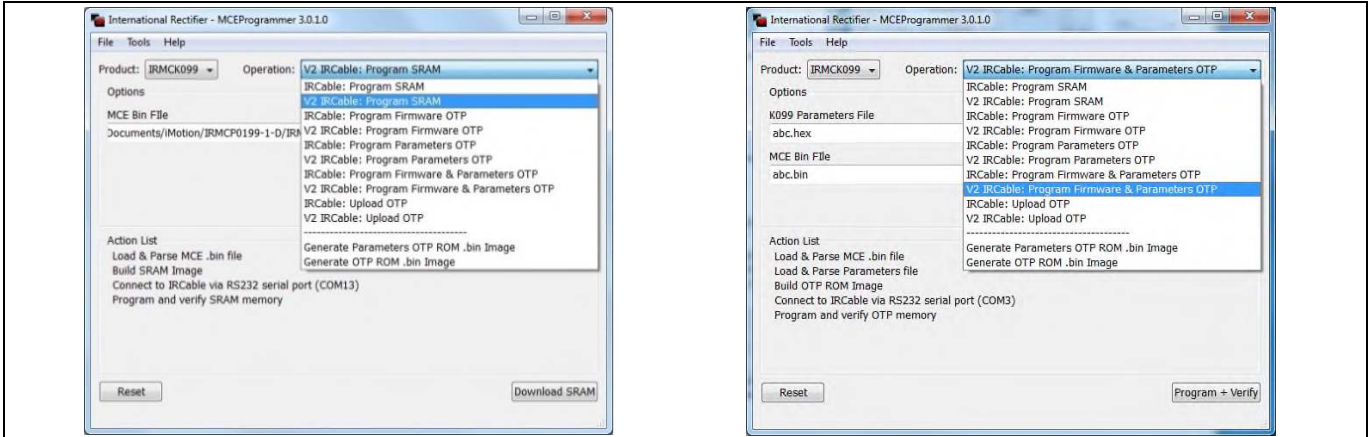 International Rectifier - MCEProgrammer 3.0.1.0
File Tools Help
Product: IRMCK099 Operation: V2 IRCable: Program SRAM
Options
MCE Bin FIle
Documents/iMotion/IRMCP0199-1-D/IRM
IRCable: Program SRAM
V2 IRCable: Program SRAM
IRCable: Program Firmware OTP
V2 IRCable: Program Firmware OTP
IRCable: Program Parameters OTP
V2 IRCable: Program Parameters OTP
IRCable: Program Firmware & Parameters OTP
V2 IRCable: Program Firmware & Parameters OTP
IRCable: Upload OTP
V2 IRCable: Upload OTP
--------------------------------------
Generate Parameters OTP ROM .bin Image
Generate OTP ROM .bin Image
Action List
Load & Parse MCE .bin file
Build SRAM Image
Connect to IRCable via RS232 serial port (COM13)
Program and verify SRAM memory
Reset Download SRAM
International Rectifier - MCEProgrammer 3.0.1.0
File Tools Help
Product: IRMCK099 Operation: V2 IRCable: Program Firmware & Parameters OTP
Options
K099 Parameters File
abc.hex
MCE Bin FIle
abc.bin
IRCable: Program SRAM
V2 IRCable: Program SRAM
IRCable: Program Firmware OTP
V2 IRCable: Program Firmware OTP
IRCable: Program Parameters OTP
V2 IRCable: Program Parameters OTP
IRCable: Program Firmware & Parameters OTP
V2 IRCable: Program Firmware & Parameters OTP
IRCable: Upload OTP
V2 IRCable: Upload OTP
--------------------------------------
Generate Parameters OTP ROM .bin Image
Generate OTP ROM .bin Image
Action List
Load & Parse MCE .bin file
Load & Parse Parameters file
Build OTP ROM Image
Connect to IRCable via RS232 serial port (COM3)
Program and verify OTP memory
Reset Program + Verify